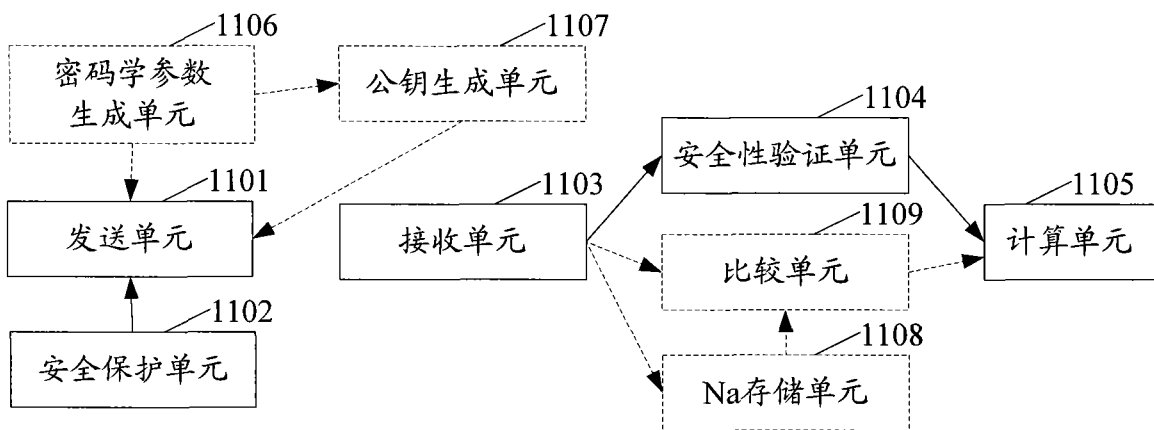 1106
密码学参数
生成单元
1107
公钥生成单元
1104
安全性验证单元
1101
发送单元
1103
接收单元
1109
比较单元
1105
计算单元
1102
安全保护单元
1108
Na存储单元